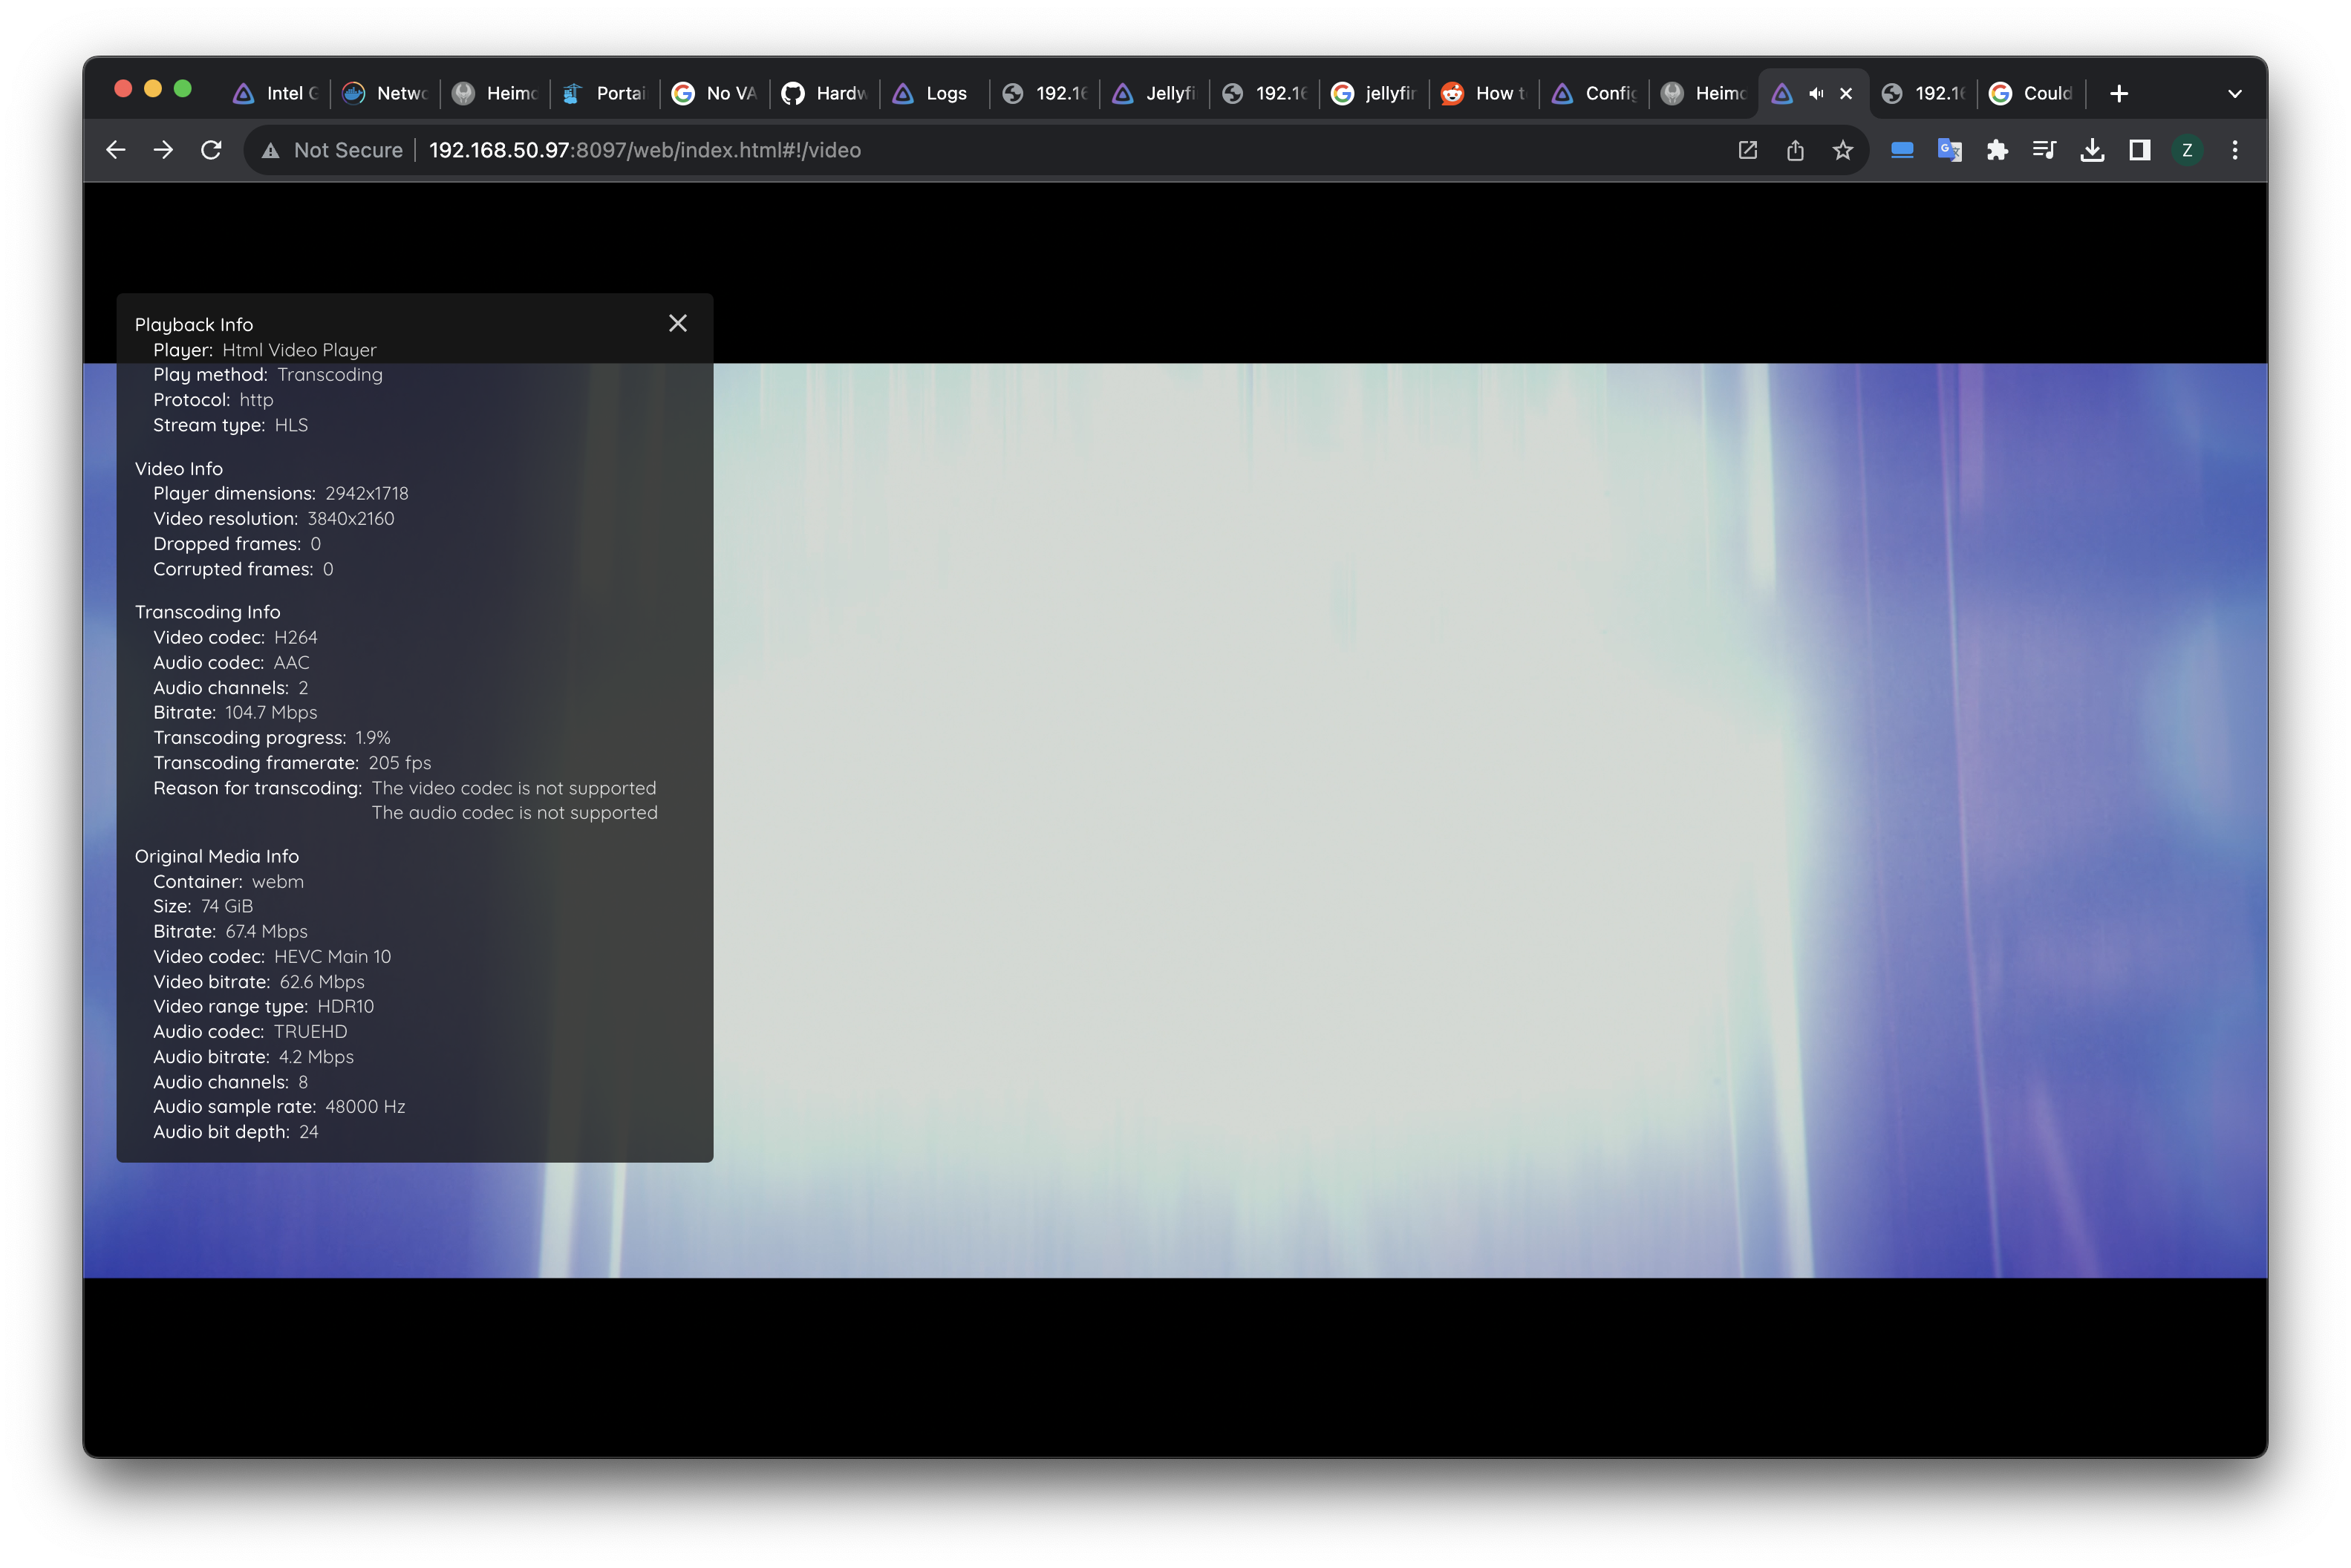 Intel G
Netwo
Heimd
Portai
No VA
Hardw
Logs
192.16
Jellyfi
192.16
jellyfin
How t
Config
Heimd
192.16
Could
Not Secure
192.168.50.97:8097/web/index.html#!/video
Z
Playback Info
Player: Html Video Player
Play method: Transcoding
Protocol: http
Stream type: HLS
Video Info
Player dimensions: 2942x1718
Video resolution: 3840x2160
Dropped frames: 0
Corrupted frames: 0
Transcoding Info
Video codec: H264
Audio codec: AAC
Audio channels: 2
Bitrate: 104.7 Mbps
Transcoding progress: 1.9%
Transcoding framerate: 205 fps
Reason for transcoding: The video codec is not supported
The audio codec is not supported
Original Media Info
Container: webm
Size: 74 GiB
Bitrate: 67.4 Mbps
Video codec: HEVC Main 10
Video bitrate: 62.6 Mbps
Video range type: HDR10
Audio codec: TRUEHD
Audio bitrate: 4.2 Mbps
Audio channels: 8
Audio sample rate: 48000 Hz
Audio bit depth: 24